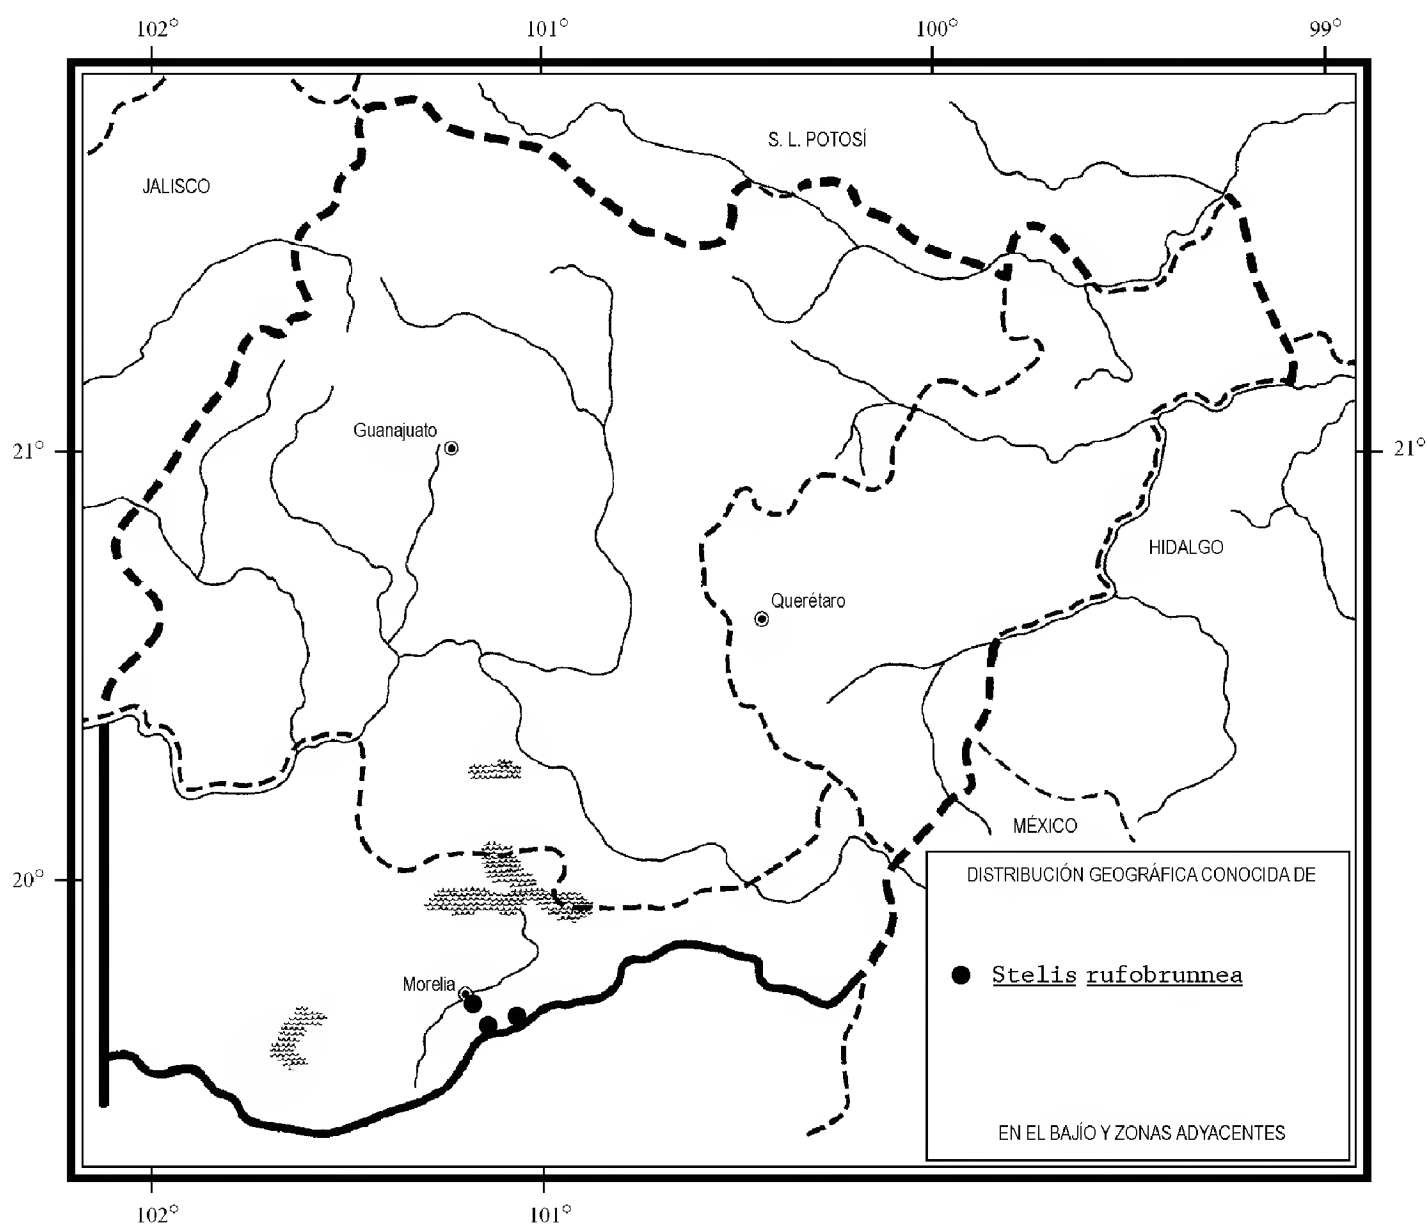 102°
101°
100°
99°
S. L. POTOSÍ
JALISCO
Guanajuato
21°
21°
HIDALGO
Querétaro
MÉXICO
20°
DISTRIBUCIÓN GEOGRÁFICA CONOCIDA DE
Stelis rufobrunnea
Morelia
EN EL BAJÍO Y ZONAS ADYACENTES
102°
101°